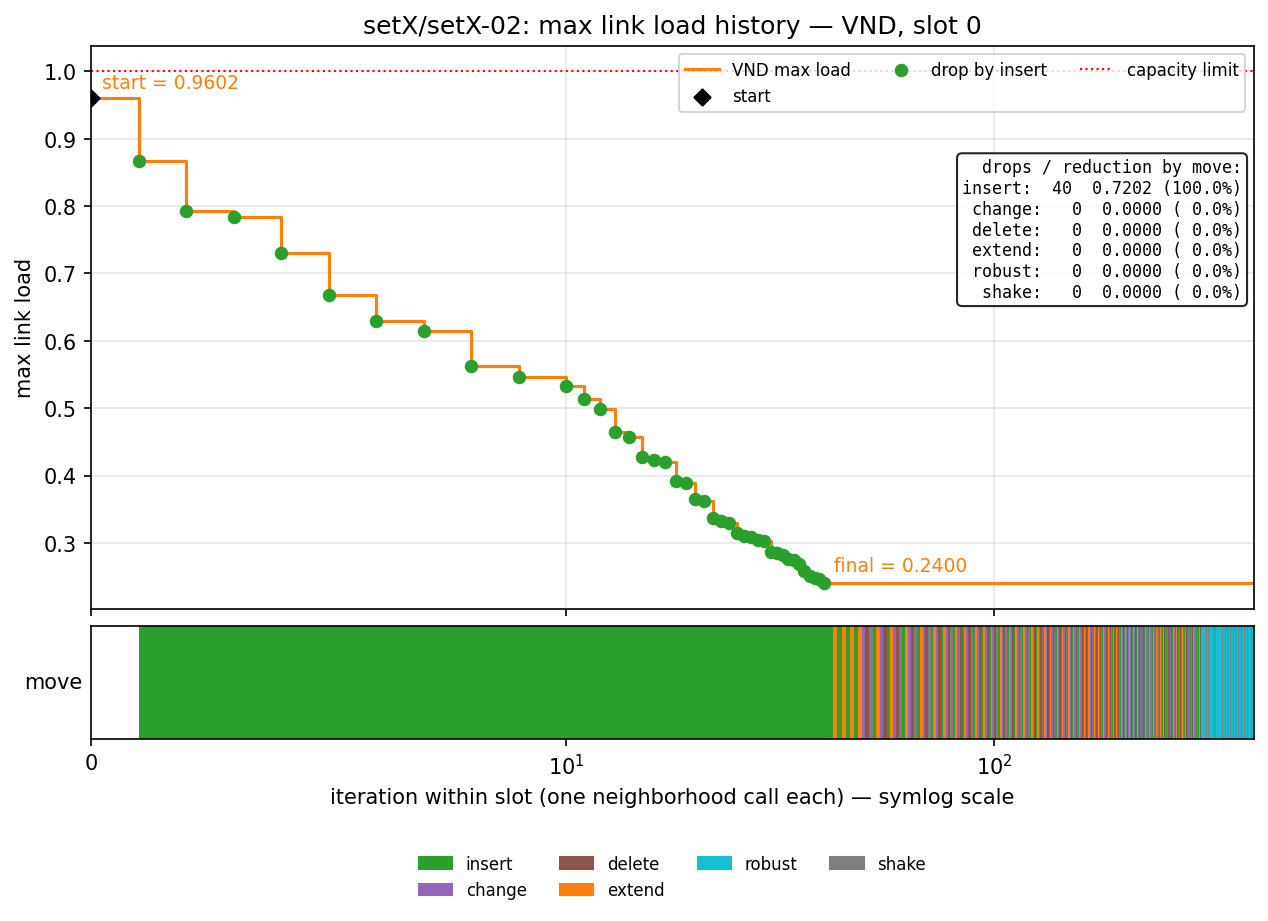 setX/setX-02: max link load history — VND, slot 0
max link load
1.0
0.9
0.8
0.7
0.6
0.5
0.4
0.3
start = 0.9602
VND max load
drop by insert
capacity limit
start
drops / reduction by move:
insert: 40 0.7202 (100.0%)
change: 0 0.0000 ( 0.0%)
delete: 0 0.0000 ( 0.0%)
extend: 0 0.0000 ( 0.0%)
robust: 0 0.0000 ( 0.0%)
shake: 0 0.0000 ( 0.0%)
final = 0.2400
move
0 10¹ 10²
iteration within slot (one neighborhood call each) — symlog scale
insert delete robust shake
change extend